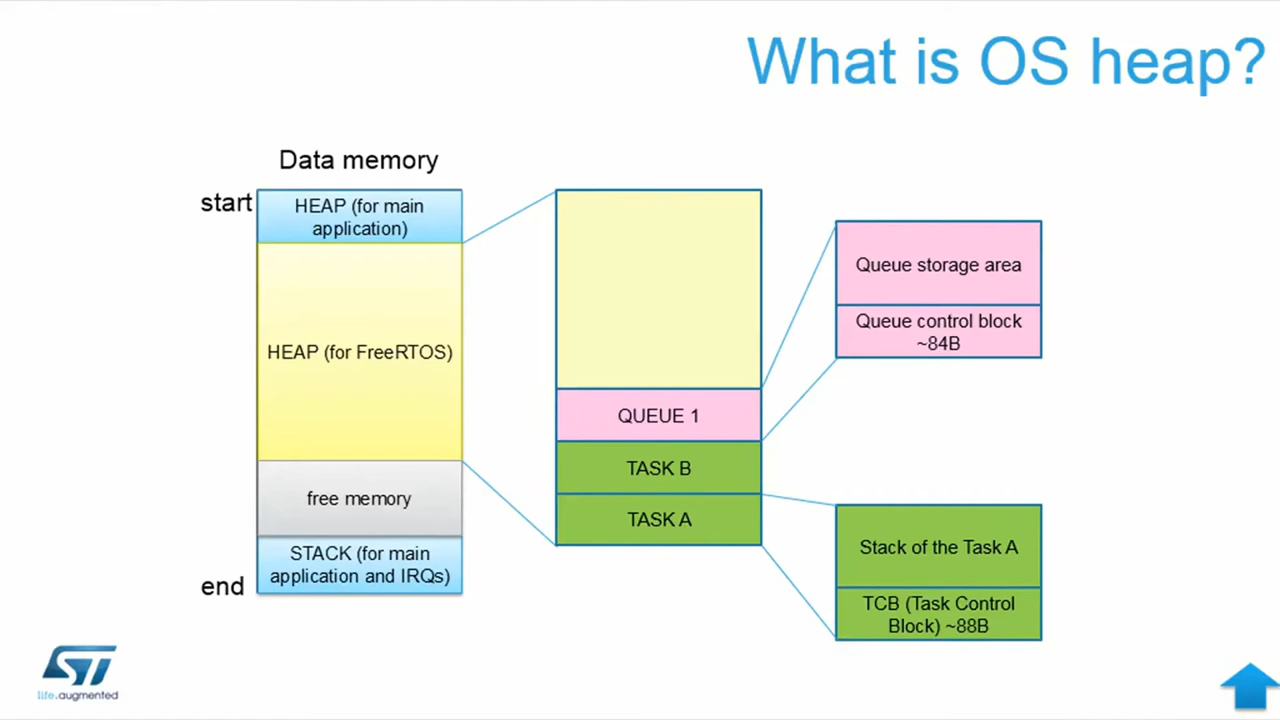 What is OS heap?
Data memory
start
HEAP (for main
application)
HEAP (for FreeRTOS)
free memory
STACK (for main
application and IRQs)
end
QUEUE 1
TASK B
TASK A
Queue storage area
Queue control block
~84B
Stack of the Task A
TCB (Task Control
Block) ~88B
ST
life.augmented